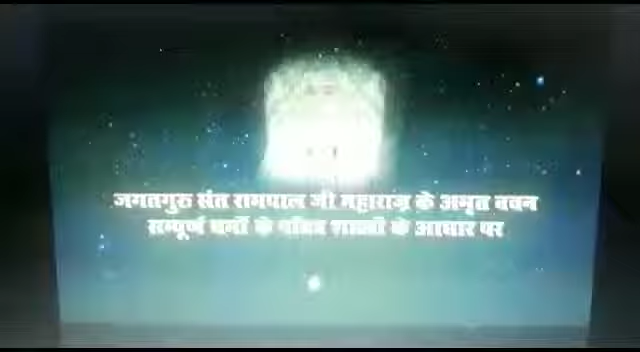 जगतगुरु संत रामपाल जी महाराज के अमृत वचन
सम्पूर्ण धर्मों के पवित्र शास्त्रों के आधार पर